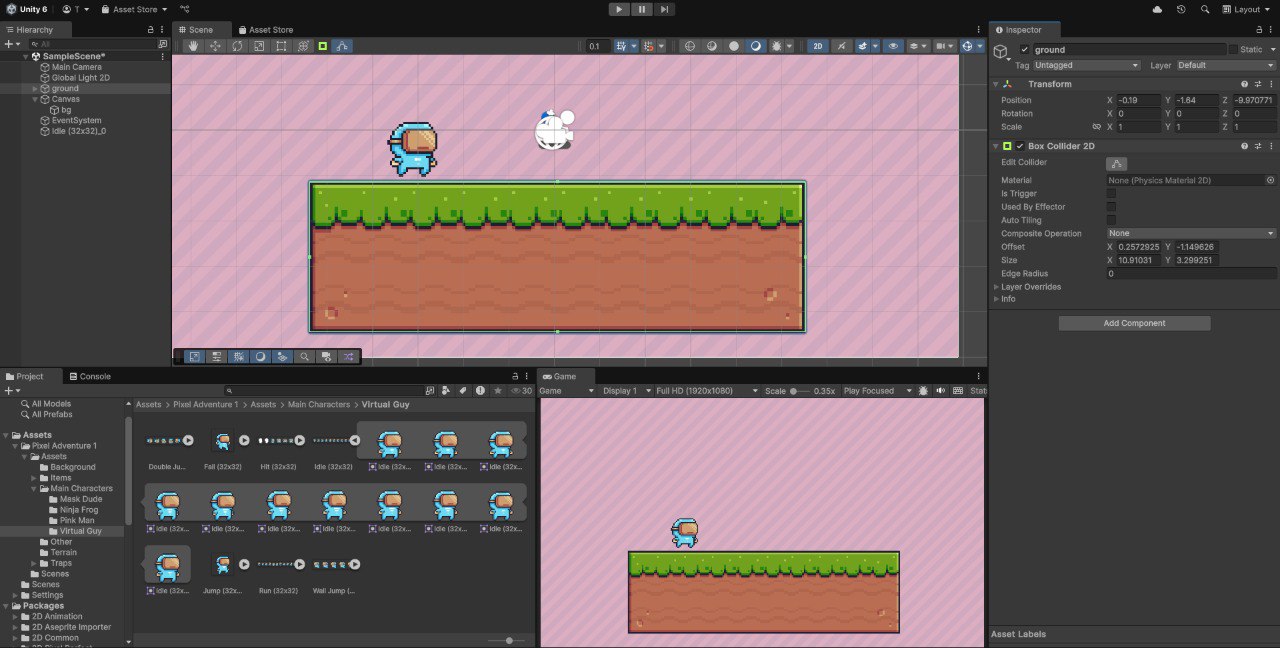 Unity 6 T Asset Store Layout
Hierarchy
All
SampleScene*
Main Camera
Global Light 2D
ground
Canvas
bg
EventSystem
Idle (32x32)_0
Scene Asset Store
0.1 2D
Inspector
ground Static
Tag Untagged Layer Default
Transform
Position X -0.19 Y -1.64 Z -9.970771
Rotation X 0 Y 0 Z 0
Scale X 1 Y 1 Z 1
Box Collider 2D
Edit Collider
Material None (Physics Material 2D)
Is Trigger
Used By Effector
Auto Tiling
Composite Operation None
Offset X 0.2572925 Y -1.149626
Size X 10.91031 Y 3.299251
Edge Radius 0
Layer Overrides
Info
Add Component
Asset Labels
Project Console
30
All Models
All Prefabs
Assets
Pixel Adventure 1
Assets
Background
Items
Main Characters
Mask Dude
Ninja Frog
Pink Man
Virtual Guy
Other
Terrain
Traps
Scenes
Scenes
Settings
Packages
2D Animation
2D Aseprite Importer
2D Common
Assets > Pixel Adventure 1 > Assets > Main Characters > Virtual Guy
Double Ju... Fall (32x32) Hit (32x32) Idle (32x32) Idle (32x... Idle (32x... Idle (32x...
Idle (32x... Idle (32x... Idle (32x... Idle (32x... Idle (32x... Idle (32x... Idle (32x...
Idle (32x... Jump (32x... Run (32x32) Wall Jump (...
Game
Game Display 1 Full HD (1920x1080) Scale 0.35x Play Focused Stat